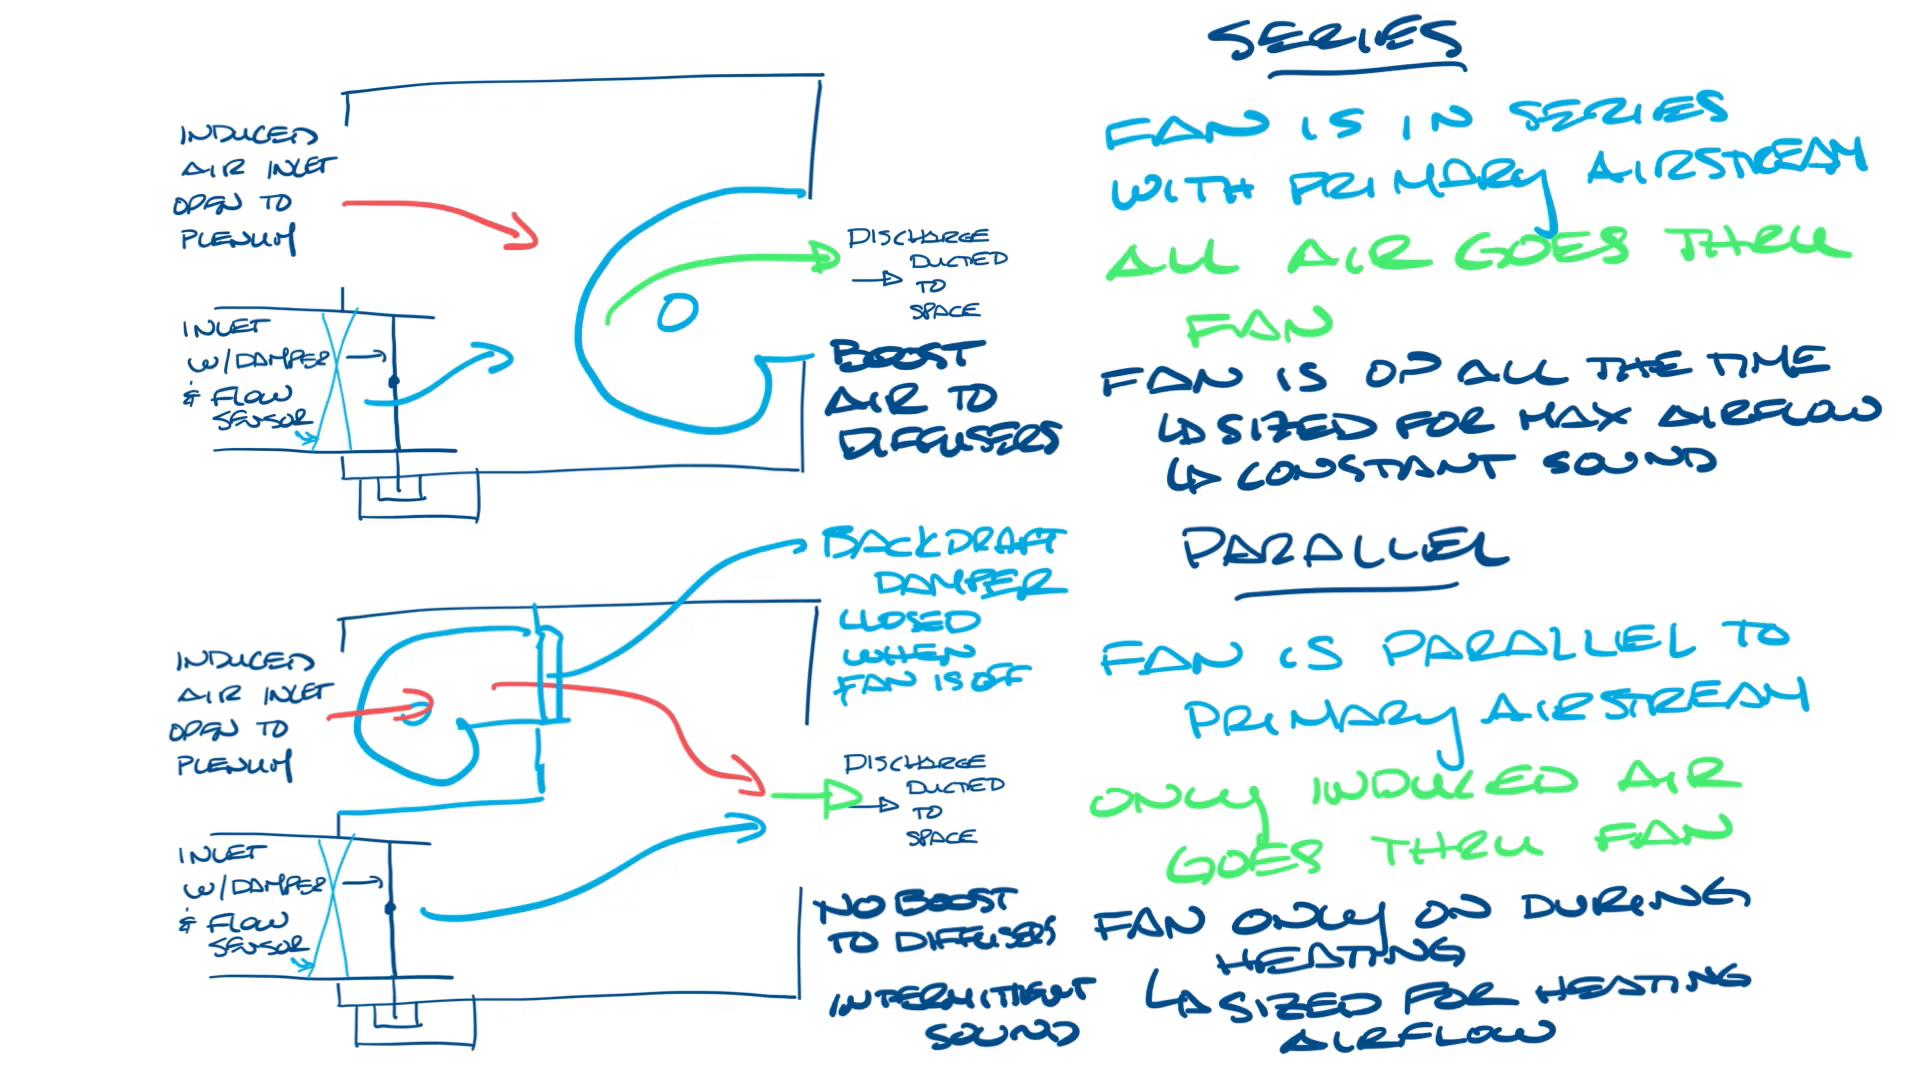 SERIES
INDUCED
AIR INLET
OPEN TO
PLENUM
INLET
W/DAMPER
& FLOW
SENSOR
DISCHARGE
DUCTED
TO
SPACE
BOOST
AIR TO
DIFFUSERS
FAN IS IN SERIES
WITH PRIMARY AIRSTREAM
ALL AIR GOES THRU
FAN
FAN IS OP ALL THE TIME
SIZED FOR MAX AIRFLOW
CONSTANT SOUND
PARALLEL
BACKDRAFT
DAMPER
CLOSED
WHEN
FAN IS OFF
INDUCED
AIR INLET
OPEN TO
PLENUM
INLET
W/DAMPER
& FLOW
SENSOR
DISCHARGE
DUCTED
TO
SPACE
NO BOOST
TO DIFFUSERS
INTERMITTENT
SOUND
FAN IS PARALLEL TO
PRIMARY AIRSTREAM
ONLY INDUCED AIR
GOES THRU FAN
FAN ONLY ON DURING
HEATING
SIZED FOR HEATING
AIRFLOW